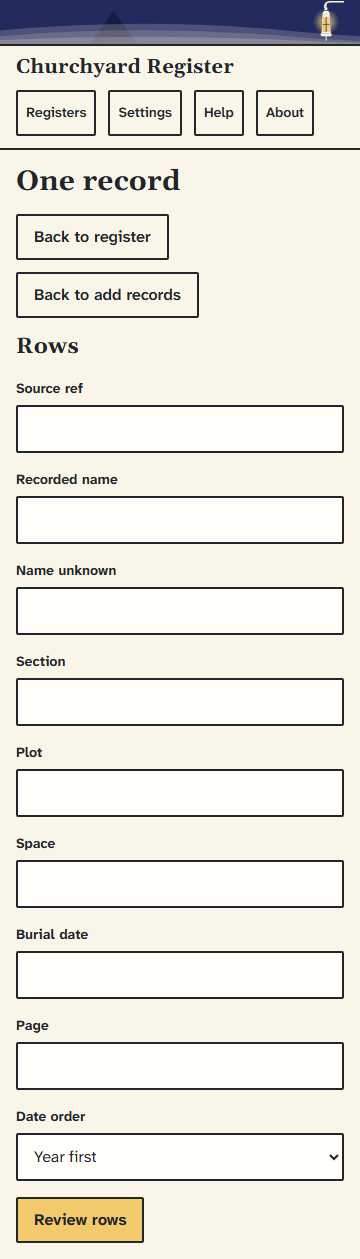 Churchyard Register
Registers
Settings
Help
About
One record
Back to register
Back to add records
Rows
Source ref
Recorded name
Name unknown
Section
Plot
Space
Burial date
Page
Date order
Year first
Review rows